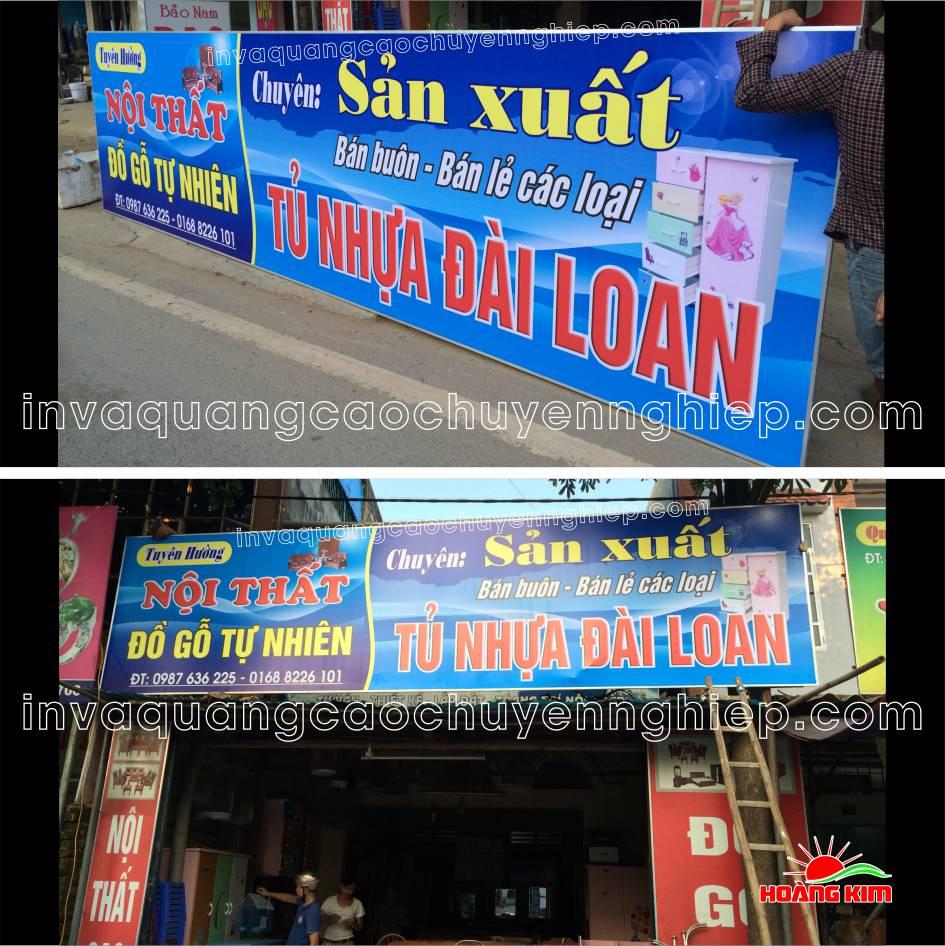 Bảo Nam
THẤT
invaquangcaochuyennghiep.com
Tuyên Hường
NỘI THẤT
ĐỒ GỖ TỰ NHIÊN
ĐT: 0987 636 225 - 0168 8226 101
Chuyên: Sản xuất
Bán buôn - Bán lẻ các loại
TỦ NHỰA ĐÀI LOAN
invaquangcaochuyennghiep.com
invaquangcaochuyennghiep.com
Tuyên Hường
NỘI THẤT
ĐỒ GỖ TỰ NHIÊN
ĐT: 0987 636 225 - 0168 8226 101
Chuyên: Sản xuất
Bán buôn - Bán lẻ các loại
TỦ NHỰA ĐÀI LOAN
ĐT:
invaquangcaochuyennghiep.com
NỘI
THẤT
HOÀNG KIM